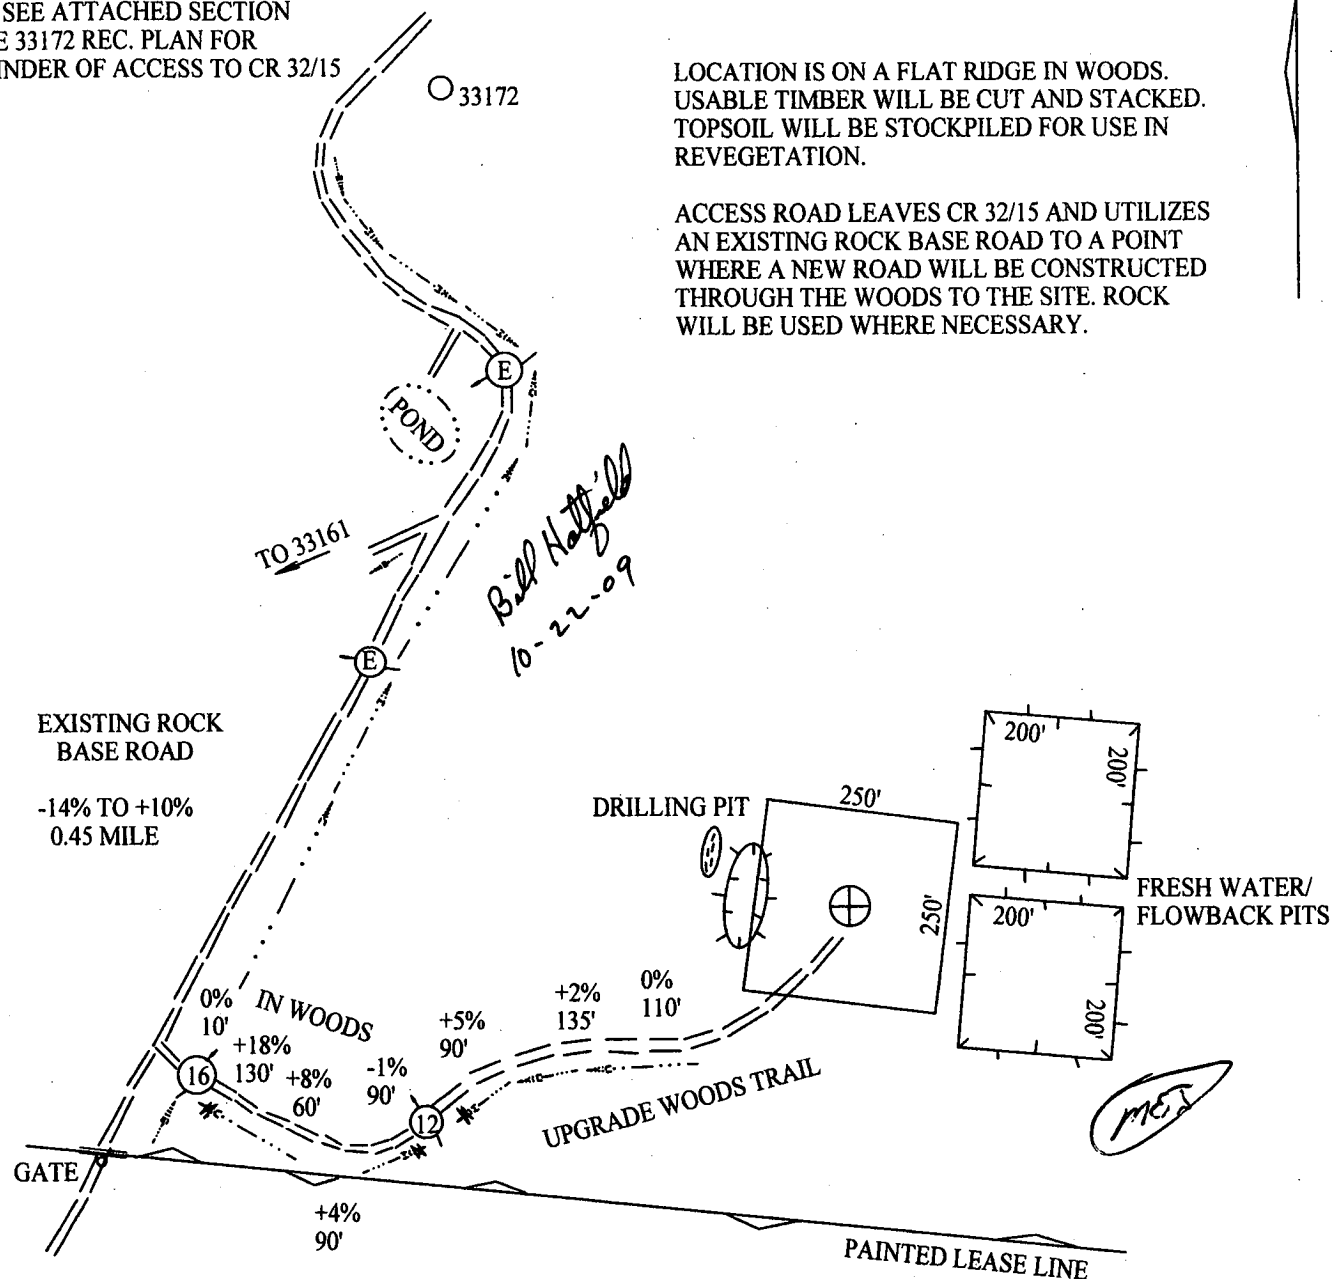 SEE ATTACHED SECTION
E 33172 REC. PLAN FOR
INDER OF ACCESS TO CR 32/15
33172
LOCATION IS ON A FLAT RIDGE IN WOODS.
USABLE TIMBER WILL BE CUT AND STACKED.
TOPSOIL WILL BE STOCKPILED FOR USE IN
REVEGETATION.
ACCESS ROAD LEAVES CR 32/15 AND UTILIZES
AN EXISTING ROCK BASE ROAD TO A POINT
WHERE A NEW ROAD WILL BE CONSTRUCTED
THROUGH THE WOODS TO THE SITE. ROCK
WILL BE USED WHERE NECESSARY.
E
POND
TO 33161
Bill Hatfield
10-22-09
E
EXISTING ROCK
BASE ROAD
-14% TO +10%
0.45 MILE
DRILLING PIT
250'
250'
200'
200'
FRESH WATER/
FLOWBACK PITS
200'
200'
0%
10'
IN WOODS
+18%
130'
+8%
60'
-1%
90'
+5%
90'
+2%
135'
0%
110'
16
12
UPGRADE WOODS TRAIL
GATE
+4%
90'
PAINTED LEASE LINE